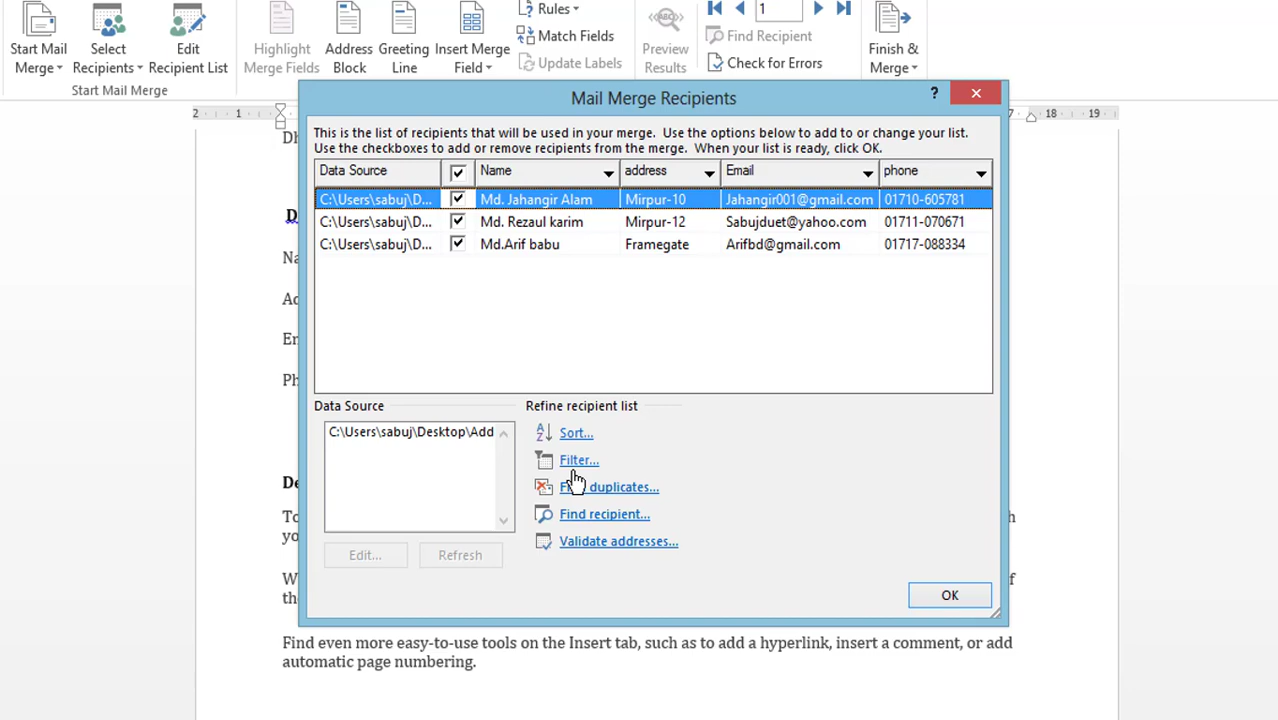 Rules
Match Fields
Update Labels
1
Find Recipient
Check for Errors
Start Mail
Merge
Select
Recipients
Edit
Recipient List
Highlight
Merge Fields
Address
Block
Greeting
Line
Insert Merge
Field
Preview
Results
Finish &
Merge
Start Mail Merge
Mail Merge Recipients
?
2 1 18 19
This is the list of recipients that will be used in your merge. Use the options below to add to or change your list.
Use the checkboxes to add or remove recipients from the merge. When your list is ready, click OK.
Data Source Name address Email phone
C:\Users\sabuj\D... Md. Jahangir Alam Mirpur-10 Jahangir001@gmail.com 01710-605781
C:\Users\sabuj\D... Md. Rezaul karim Mirpur-12 Sabujduet@yahoo.com 01711-070671
C:\Users\sabuj\D... Md.Arif babu Framegate Arifbd@gmail.com 01717-088334
Data Source
C:\Users\sabuj\Desktop\Add
Edit...
Refresh
Refine recipient list
Sort...
Filter...
duplicates...
Find recipient...
Validate addresses...
OK
Find even more easy-to-use tools on the Insert tab, such as to add a hyperlink, insert a comment, or add
automatic page numbering.